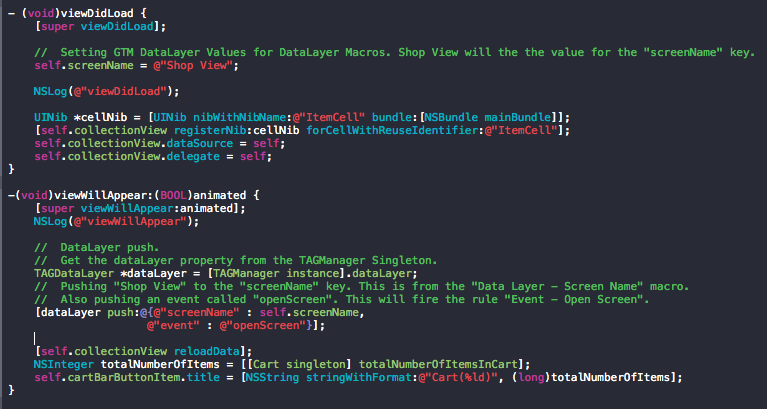 - (void)viewDidLoad {
    [super viewDidLoad];
    //  Setting GTM DataLayer Values for DataLayer Macros. Shop View will the the value for the "screenName" key.
    self.screenName = @"Shop View";
    NSLog(@"viewDidLoad");
    UINib *cellNib = [UINib nibWithNibName:@"ItemCell" bundle:[NSBundle mainBundle]];
    [self.collectionView registerNib:cellNib forCellWithReuseIdentifier:@"ItemCell"];
    self.collectionView.dataSource = self;
    self.collectionView.delegate = self;
}
-(void)viewWillAppear:(BOOL)animated {
    [super viewWillAppear:animated];
    NSLog(@"viewWillAppear");
    //  DataLayer push.
    //  Get the dataLayer property from the TAGManager Singleton.
    TAGDataLayer *dataLayer = [TAGManager instance].dataLayer;
    //  Pushing "Shop View" to the "screenName" key. This is from the "Data Layer - Screen Name" macro.
    //  Also pushing an event called "openScreen". This will fire the rule "Event - Open Screen".
    [dataLayer push:@{@"screenName" : self.screenName,
                      @"event" : @"openScreen"}];
    [self.collectionView reloadData];
    NSInteger totalNumberOfItems = [[Cart singleton] totalNumberOfItemsInCart];
    self.cartBarButtonItem.title = [NSString stringWithFormat:@"Cart(%ld)", (long)totalNumberOfItems];
}